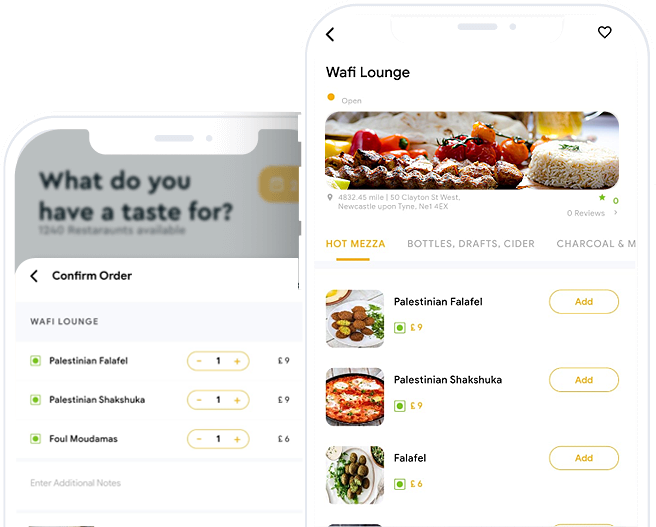 What do you
have a taste for?
1240 Restaraunts available
Confirm Order
WAFI LOUNGE
Palestinian Falafel - 1 + £ 9
Palestinian Shakshuka - 1 + £ 9
Foul Moudamas - 1 + £ 6
Enter Additional Notes
Wafi Lounge
Open
4832.45 mile | 50 Clayton St West,
Newcastle upon Tyne, Ne1 4EX
0
0 Reviews >
HOT MEZZA BOTTLES, DRAFTS, CIDER CHARCOAL & M
Palestinian Falafel Add
£ 9
Palestinian Shakshuka Add
£ 9
Falafel Add
£ 6